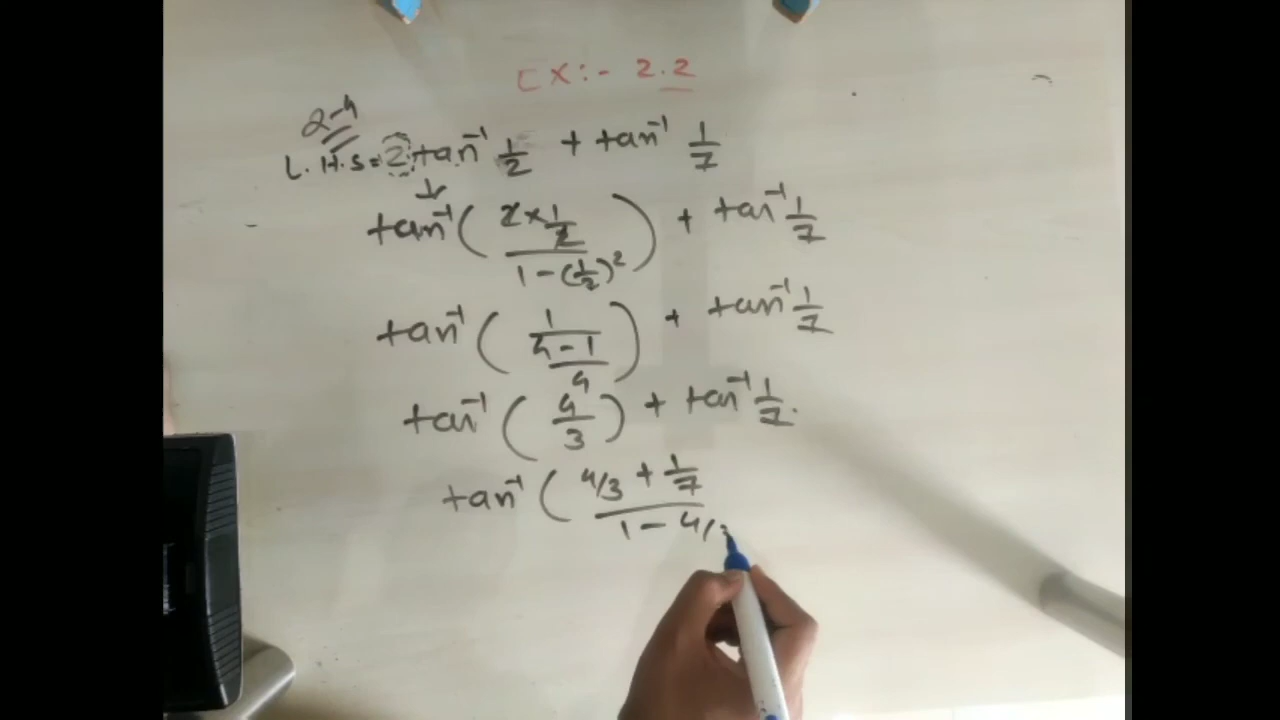 EX:- 2.2
Q-4
L.H.S = 2 tan⁻¹ 1/2 + tan⁻¹ 1/7
tan⁻¹ ( 2×1/2 / 1-(1/2)² ) + tan⁻¹ 1/7
tan⁻¹ ( 1 / 4-1/4 ) + tan⁻¹ 1/7
tan⁻¹ ( 4/3 ) + tan⁻¹ 1/7.
tan⁻¹ ( 4/3 + 1/7 / 1 - 4/